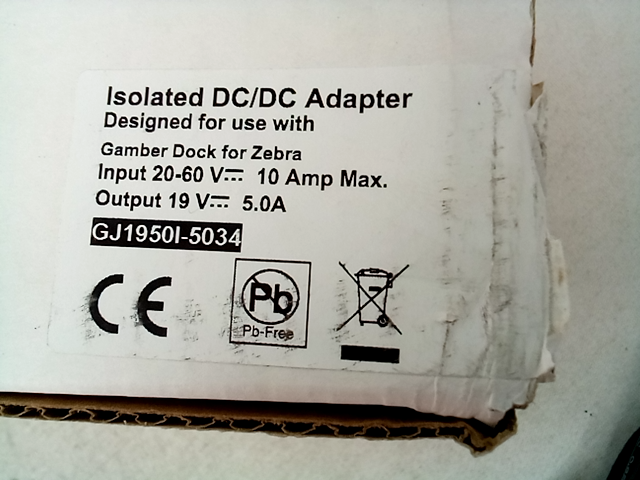 Isolated DC/DC Adapter
Designed for use with
Gamber Dock for Zebra
Input 20-60 V⎓ 10 Amp Max.
Output 19 V⎓ 5.0A
GJ1950I-5034
CE
Pb
Pb-Free